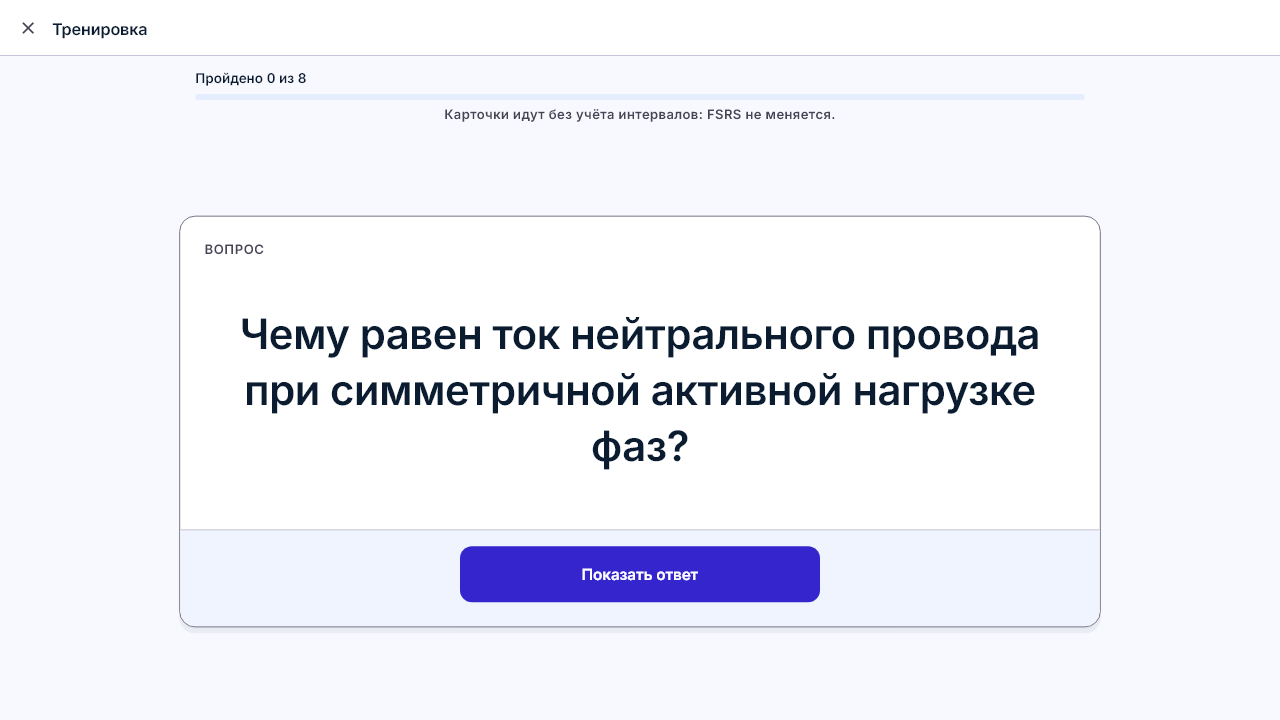 Тренировка
Пройдено 0 из 8
Карточки идут без учёта интервалов: FSRS не меняется.
ВОПРОС
Чему равен ток нейтрального провода
при симметричной активной нагрузке
фаз?
Показать ответ